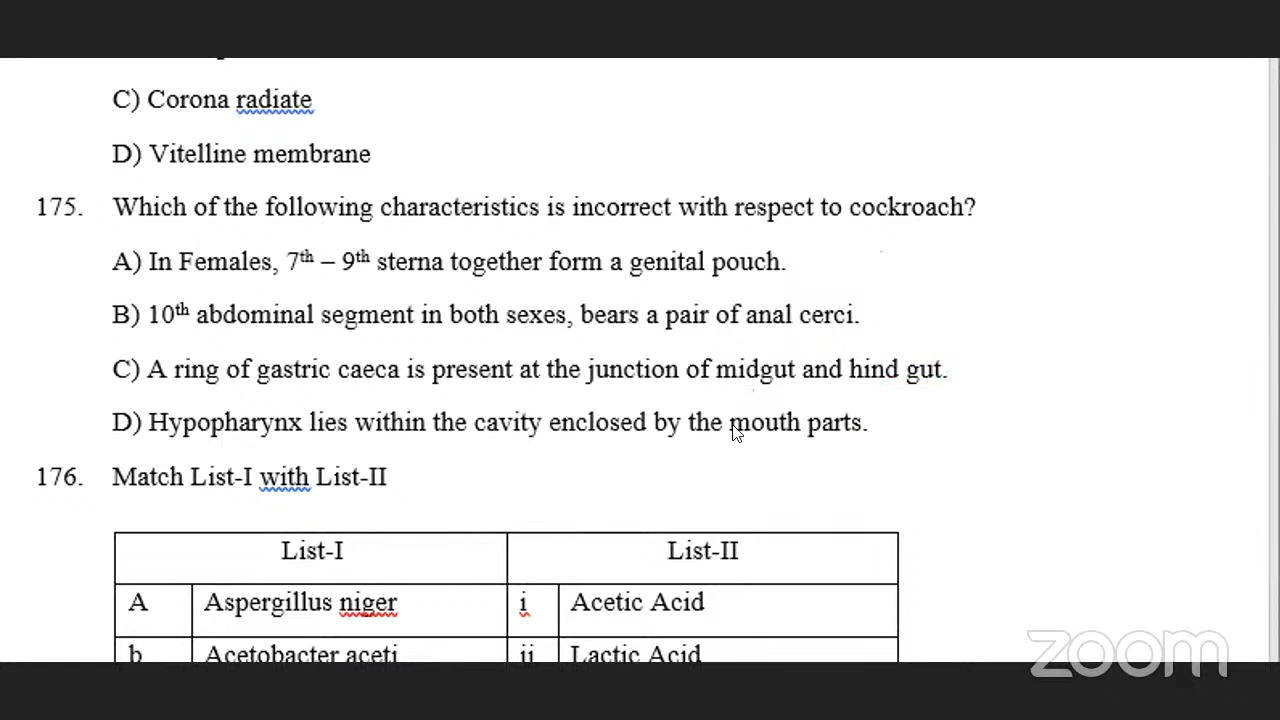 C) Corona radiate
D) Vitelline membrane
175. Which of the following characteristics is incorrect with respect to cockroach?
A) In Females, 7th – 9th sterna together form a genital pouch.
B) 10th abdominal segment in both sexes, bears a pair of anal cerci.
C) A ring of gastric caeca is present at the junction of midgut and hind gut.
D) Hypopharynx lies within the cavity enclosed by the mouth parts.
176. Match List-I with List-II
List-I List-II
A Aspergillus niger i Acetic Acid
b Acetobacter aceti ii Lactic Acid
zoom